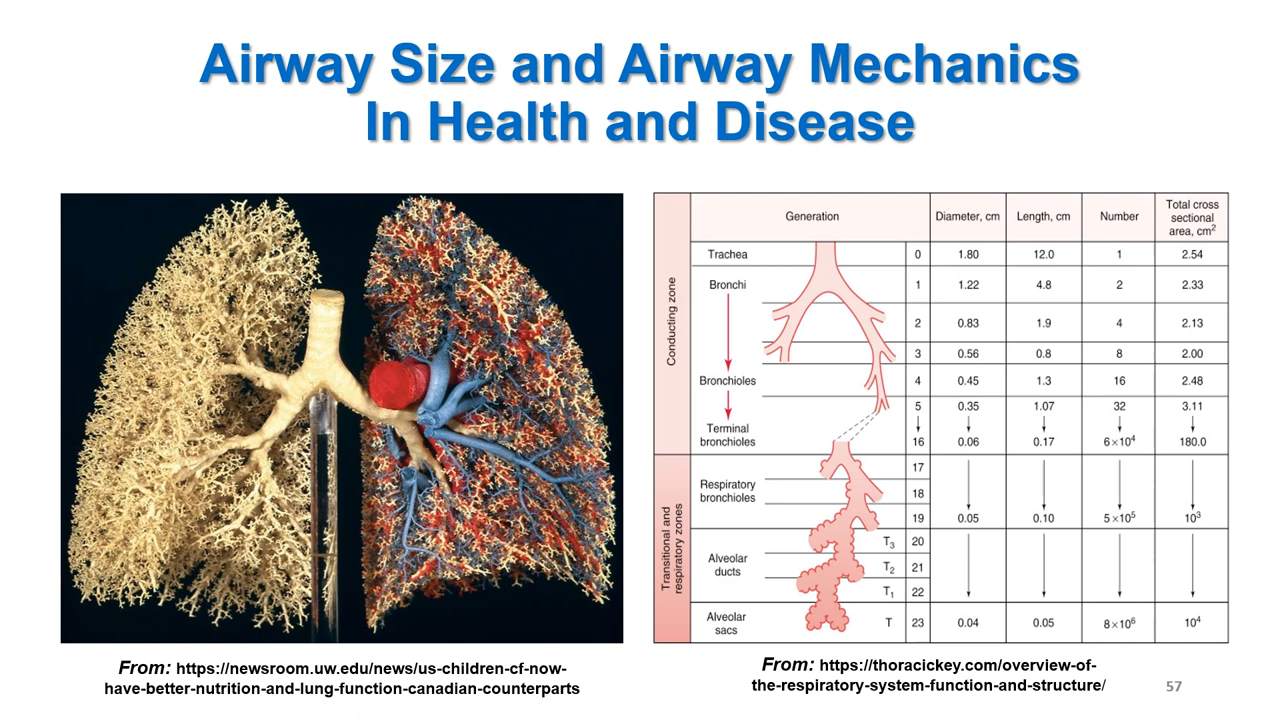 Airway Size and Airway Mechanics
In Health and Disease
Generation
Diameter, cm
Length, cm
Number
Total cross
sectional
area, cm²
Conducting zone
Trachea 0 1.80 12.0 1 2.54
Bronchi 1 1.22 4.8 2 2.33
2 0.83 1.9 4 2.13
3 0.56 0.8 8 2.00
Bronchioles 4 0.45 1.3 16 2.48
5 0.35 1.07 32 3.11
Terminal
bronchioles 16 0.06 0.17 6×10⁴ 180.0
Transitional and
respiratory zones
17
Respiratory
bronchioles 18
19 0.05 0.10 5×10⁵ 10³
T₃ 20
Alveolar
ducts T₂ 21
T₁ 22
Alveolar
sacs T 23 0.04 0.05 8×10⁶ 10⁴
From: https://newsroom.uw.edu/news/us-children-cf-now-
have-better-nutrition-and-lung-function-canadian-counterparts
From: https://thoracickey.com/overview-of-
the-respiratory-system-function-and-structure/
57